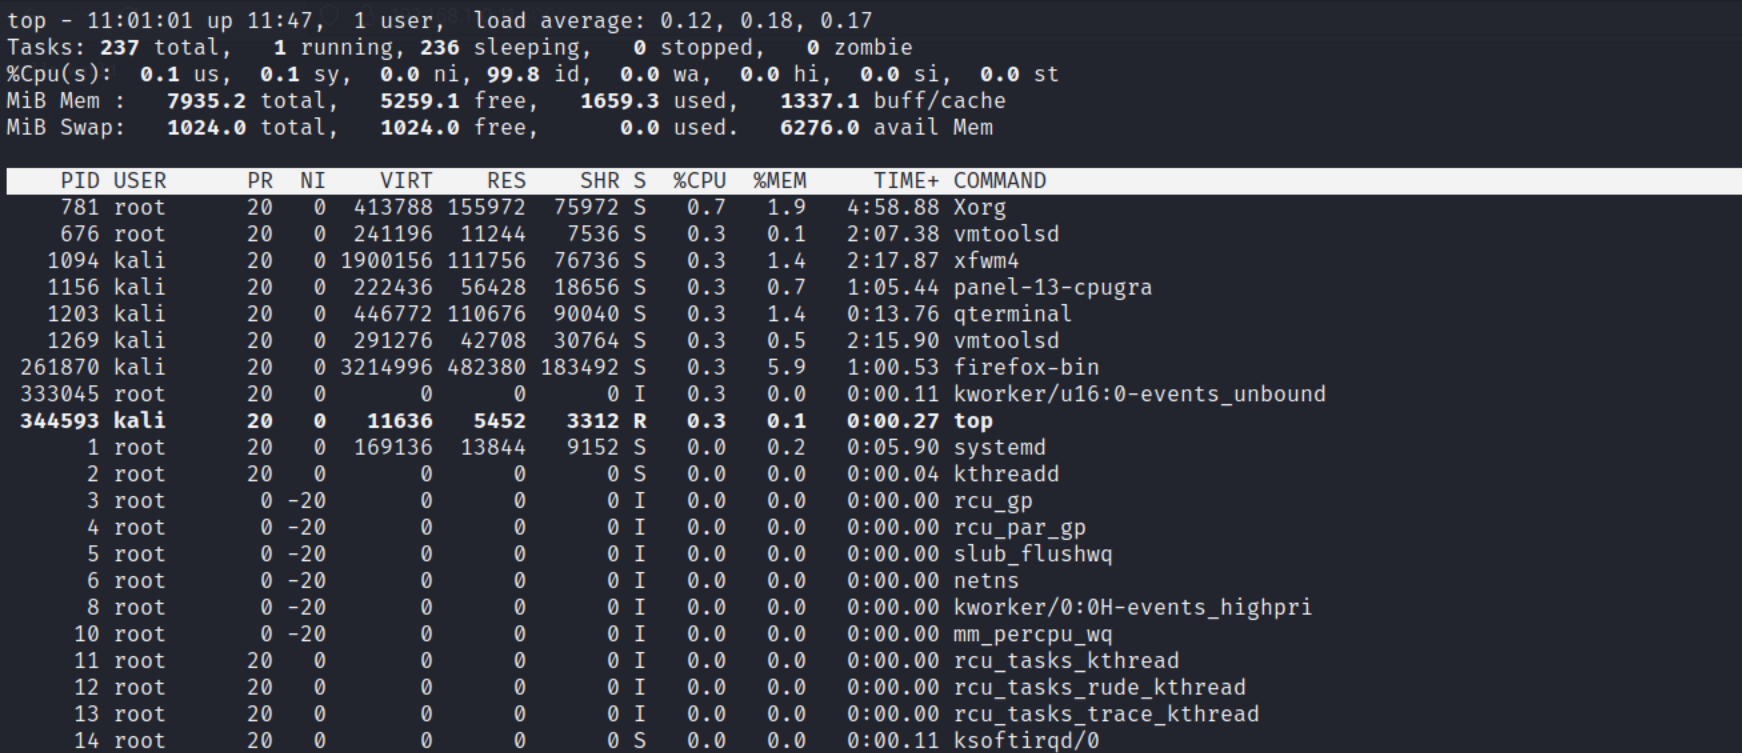 top - 11:01:01 up 11:47,  1 user,  load average: 0.12, 0.18, 0.17
Tasks: 237 total,   1 running, 236 sleeping,   0 stopped,   0 zombie
%Cpu(s):  0.1 us,  0.1 sy,  0.0 ni, 99.8 id,  0.0 wa,  0.0 hi,  0.0 si,  0.0 st
MiB Mem :   7935.2 total,   5259.1 free,   1659.3 used,   1337.1 buff/cache
MiB Swap:   1024.0 total,   1024.0 free,      0.0 used.   6276.0 avail Mem
    PID USER      PR  NI    VIRT    RES    SHR S  %CPU  %MEM     TIME+ COMMAND
    781 root      20   0  413788 155972  75972 S   0.7   1.9   4:58.88 Xorg
    676 root      20   0  241196  11244   7536 S   0.3   0.1   2:07.38 vmtoolsd
   1094 kali      20   0 1900156 111756  76736 S   0.3   1.4   2:17.87 xfwm4
   1156 kali      20   0  222436  56428  18656 S   0.3   0.7   1:05.44 panel-13-cpugra
   1203 kali      20   0  446772 110676  90040 S   0.3   1.4   0:13.76 qterminal
   1269 kali      20   0  291276  42708  30764 S   0.3   0.5   2:15.90 vmtoolsd
 261870 kali      20   0 3214996 482380 183492 S   0.3   5.9   1:00.53 firefox-bin
 333045 root      20   0       0      0      0 I   0.3   0.0   0:00.11 kworker/u16:0-events_unbound
 344593 kali      20   0   11636   5452   3312 R   0.3   0.1   0:00.27 top
      1 root      20   0  169136  13844   9152 S   0.0   0.2   0:05.90 systemd
      2 root      20   0       0      0      0 S   0.0   0.0   0:00.04 kthreadd
      3 root       0 -20       0      0      0 I   0.0   0.0   0:00.00 rcu_gp
      4 root       0 -20       0      0      0 I   0.0   0.0   0:00.00 rcu_par_gp
      5 root       0 -20       0      0      0 I   0.0   0.0   0:00.00 slub_flushwq
      6 root       0 -20       0      0      0 I   0.0   0.0   0:00.00 netns
      8 root       0 -20       0      0      0 I   0.0   0.0   0:00.00 kworker/0:0H-events_highpri
     10 root       0 -20       0      0      0 I   0.0   0.0   0:00.00 mm_percpu_wq
     11 root      20   0       0      0      0 I   0.0   0.0   0:00.00 rcu_tasks_kthread
     12 root      20   0       0      0      0 I   0.0   0.0   0:00.00 rcu_tasks_rude_kthread
     13 root      20   0       0      0      0 I   0.0   0.0   0:00.00 rcu_tasks_trace_kthread
     14 root      20   0       0      0      0 S   0.0   0.0   0:00.11 ksoftirqd/0